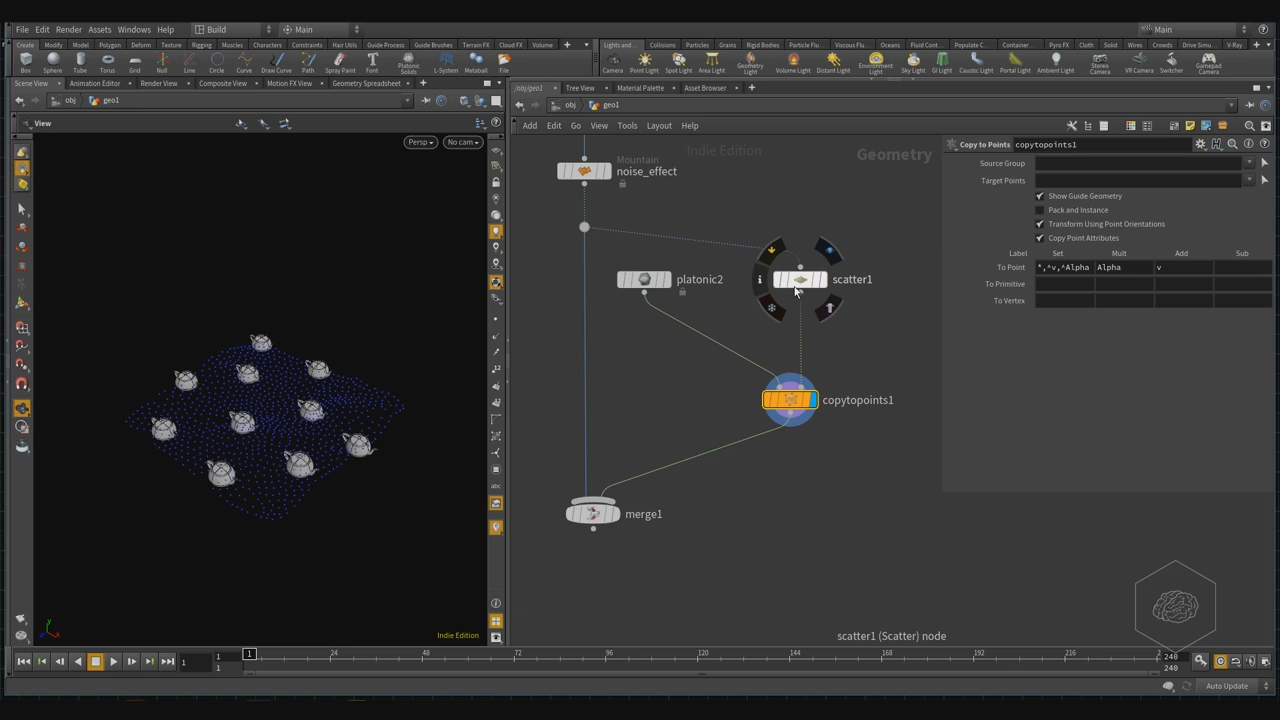 File Edit Render Assets Windows Help Build Main Main
Create Modify Model Polygon Deform Texture Rigging Muscles Characters Constraints Hair Utils Guide Process Guide Brushes Terrain FX Cloud FX Volume
Lights and... Collisions Particles Grains Rigid Bodies Particle Flu... Viscous Flu... Oceans Fluid Cont... Populate C... Container... Pyro FX Cloth Solid Wires Crowds Drive Simu... V-Ray
Box Sphere Tube Torus Grid Null Line Circle Curve Draw Curve Path Spray Paint Font Platonic Solids L-System Metaball File
Camera Point Light Spot Light Area Light Geometry Light Volume Light Distant Light Environment Light Sky Light GI Light Caustic Light Portal Light Ambient Light Stereo Camera VR Camera Switcher Gamepad Camera
Scene View Animation Editor Render View Composite View Motion FX View Geometry Spreadsheet
/obj/geo1 Tree View Material Palette Asset Browser
obj geo1
obj geo1
View
Persp No cam
Add Edit Go View Tools Layout Help
Indie Edition
Geometry
Mountain
noise_effect
platonic2
scatter1
copytopoints1
merge1
Copy to Points copytopoints1
Source Group
Target Points
Show Guide Geometry
Pack and Instance
Transform Using Point Orientations
Copy Point Attributes
Label Set Mult Add Sub
To Point *,^v,^Alpha Alpha v
To Primitive
To Vertex
abc
Indie Edition
scatter1 (Scatter) node
1 1 1 1 24 48 72 96 120 144 168 192 216 2 240
240
Auto Update